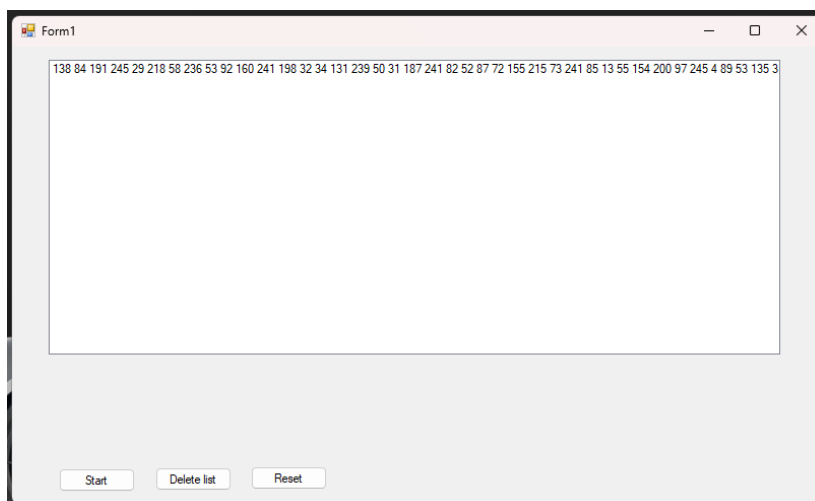 Form1
138 84 191 245 29 218 58 236 53 92 160 241 198 32 34 131 239 50 31 187 241 82 52 87 72 155 215 73 241 85 13 55 154 200 97 245 4 89 53 135 3
Start
Delete list
Reset